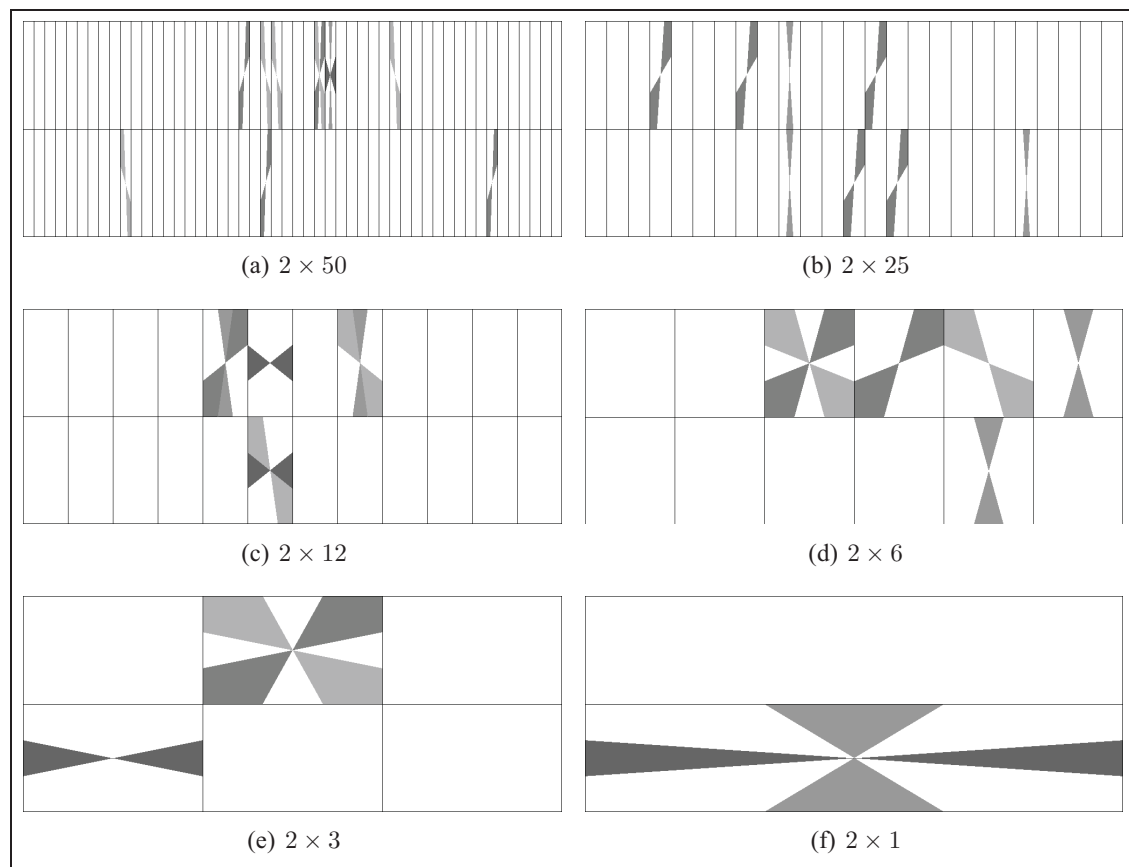 (a) 2 × 50
(b) 2 × 25
(c) 2 × 12
(d) 2 × 6
(e) 2 × 3
(f) 2 × 1